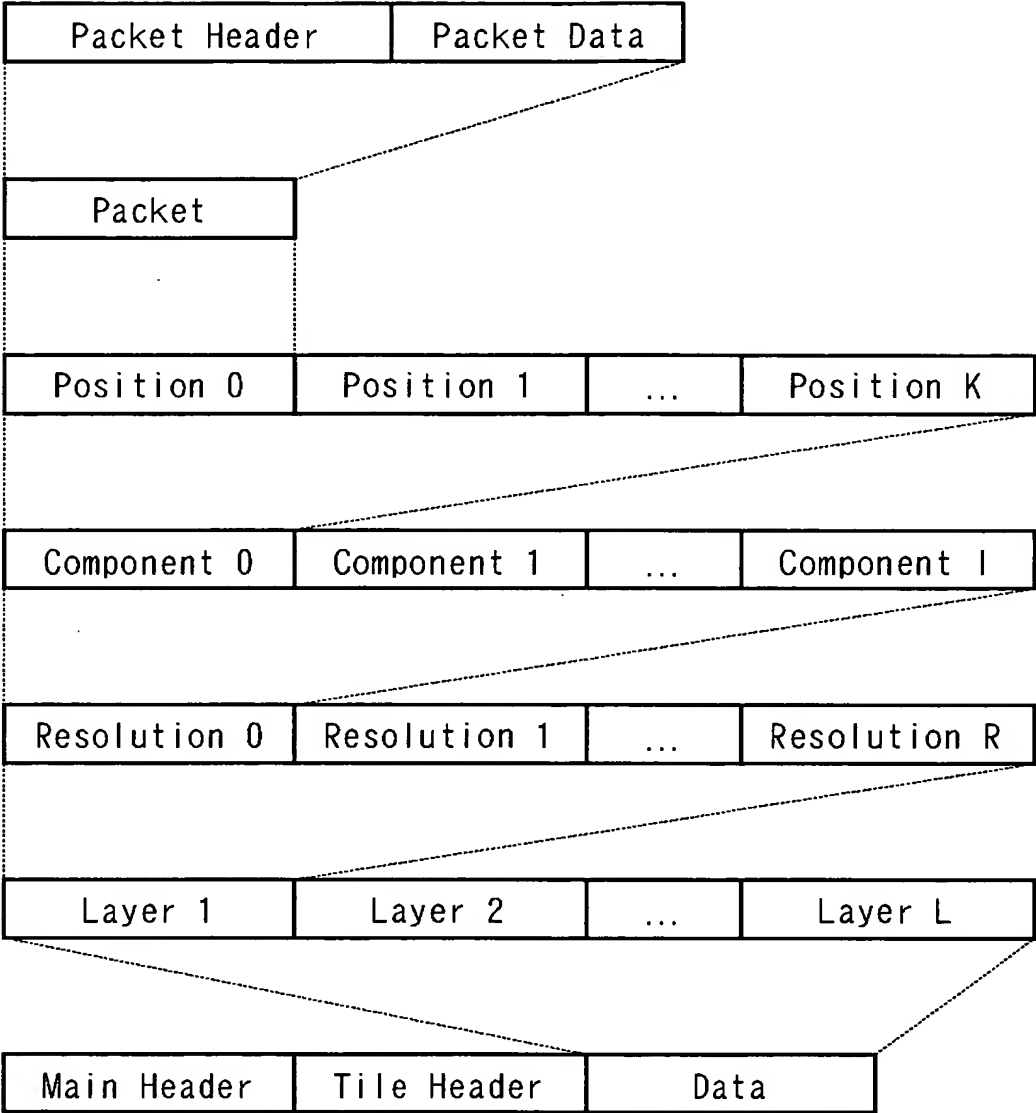 Packet Header Packet Data
Packet
Position 0 Position 1 ... Position K
Component 0 Component 1 ... Component I
Resolution 0 Resolution 1 ... Resolution R
Layer 1 Layer 2 ... Layer L
Main Header Tile Header Data